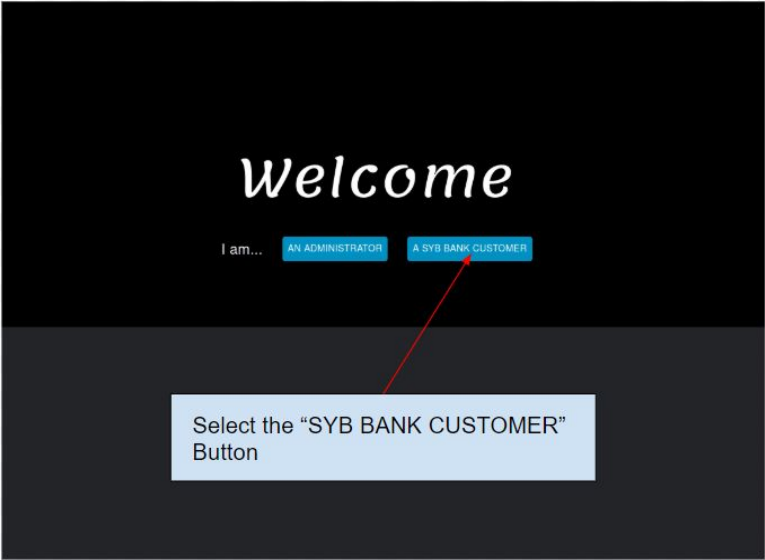 Welcome
I am... AN ADMINISTRATOR A SYB BANK CUSTOMER
Select the “SYB BANK CUSTOMER”
Button